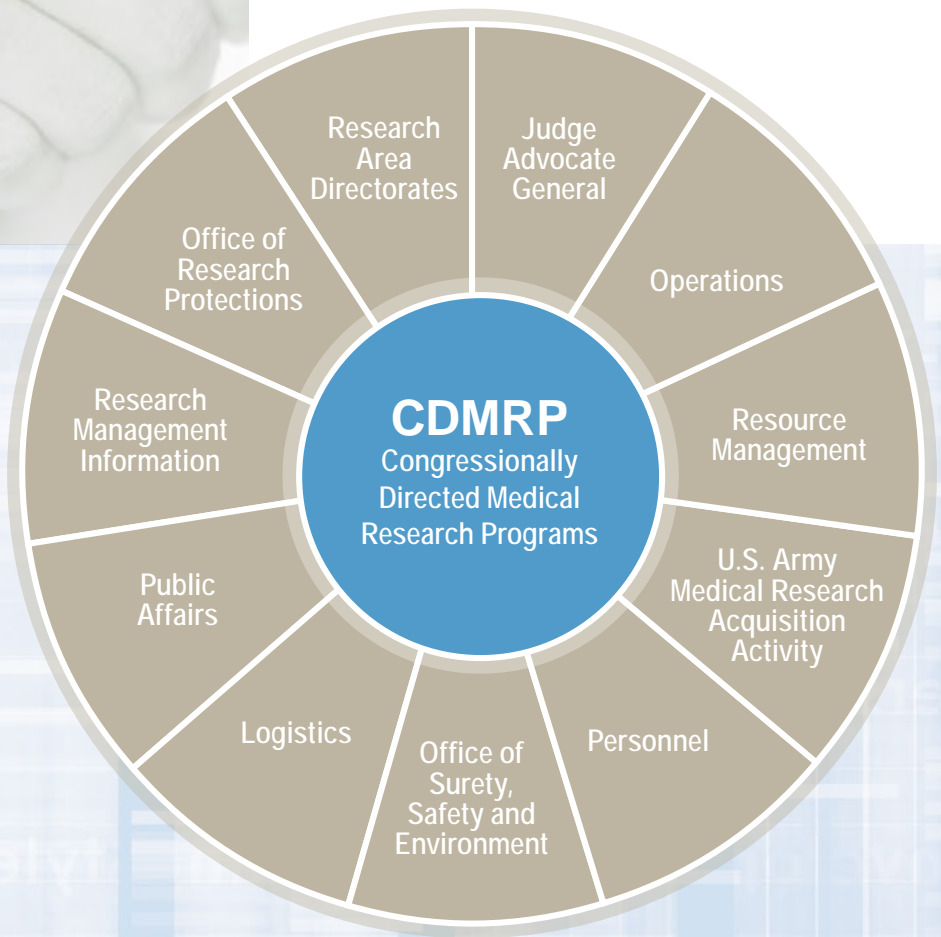 Research
Area
Directorates
Judge
Advocate
General
Office of
Research
Protections
Operations
Research
Management
Information
CDMRP
Congressionally
Directed Medical
Research Programs
Resource
Management
Public
Affairs
U.S. Army
Medical Research
Acquisition
Activity
Logistics
Office of
Surety,
Safety and
Environment
Personnel